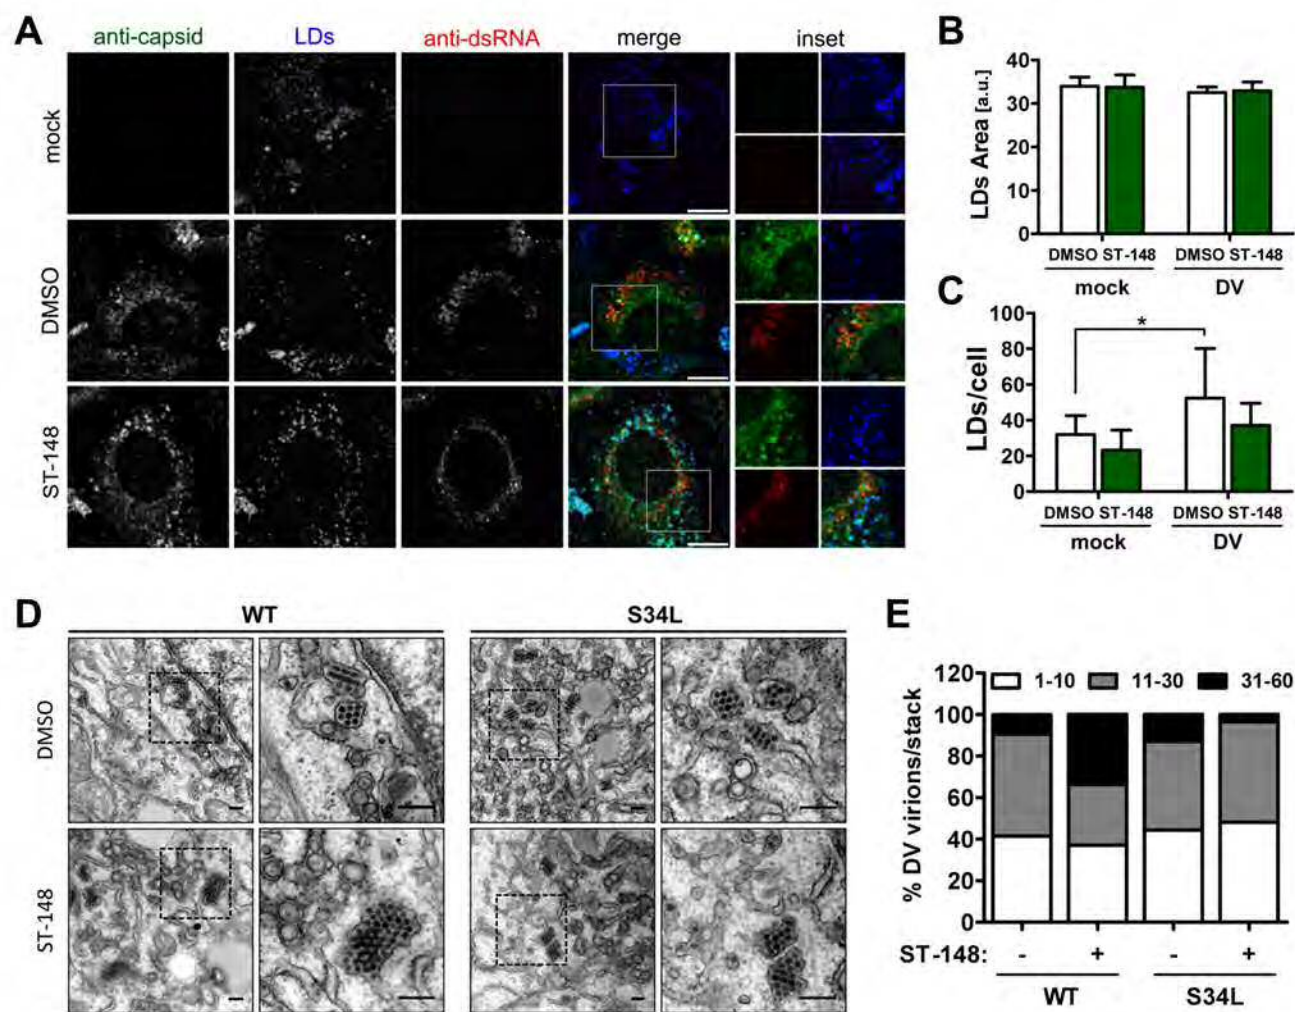 A
anti-capsid LDs anti-dsRNA merge inset
mock
DMSO
ST-148
B
LDs Area [a.u.]
40
30
20
10
0
DMSO ST-148 DMSO ST-148
mock DV
C
LDs/cell
100
80
60
40
20
0
*
DMSO ST-148 DMSO ST-148
mock DV
D
WT S34L
DMSO
ST-148
E
% DV virions/stack
120
100
80
60
40
20
0
1-10 11-30 31-60
ST-148: - + - +
WT S34L